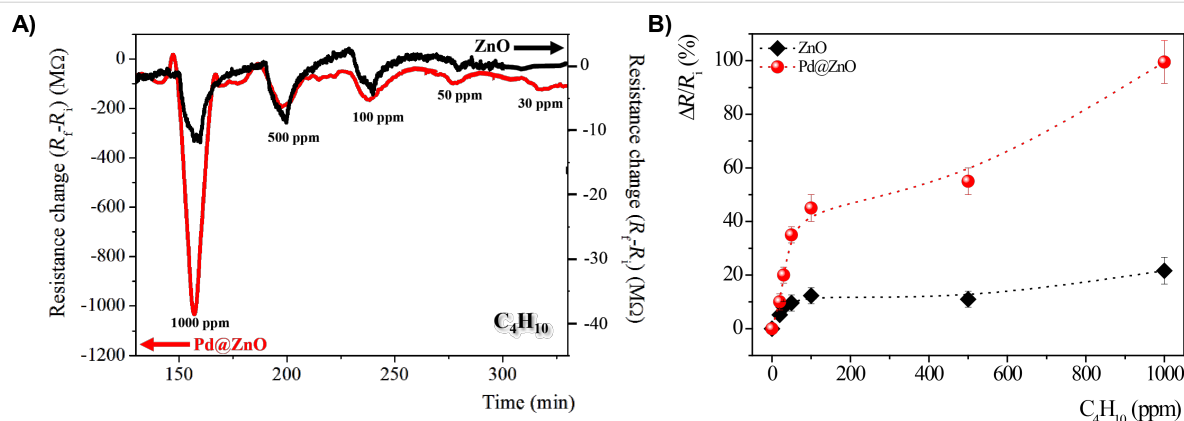 A)
ZnO
0
-200
-400
-600
-800
-1000
-1200
0
-10
-20
-30
-40
150
200
250
300
Resistance change (Rf-Ri) (MΩ)
Resistance change (Rf-Ri) (MΩ)
1000 ppm
500 ppm
100 ppm
50 ppm
30 ppm
C4H10
Pd@ZnO
Time (min)
B)
ZnO
Pd@ZnO
ΔR/Ri (%)
100
80
60
40
20
0
0
200
400
600
800
1000
C4H10 (ppm)